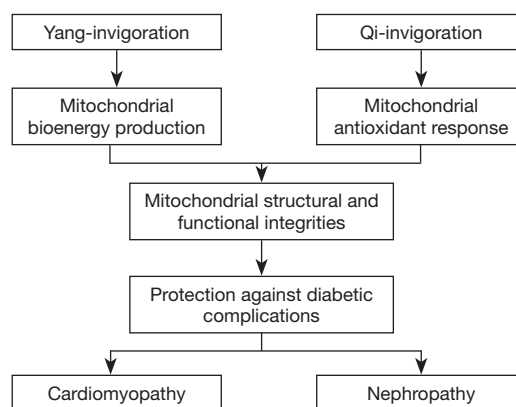 Yang-invigoration
Qi-invigoration
Mitochondrial
bioenergy production
Mitochondrial
antioxidant response
Mitochondrial structural and
functional integrities
Protection against diabetic
complications
Cardiomyopathy
Nephropathy